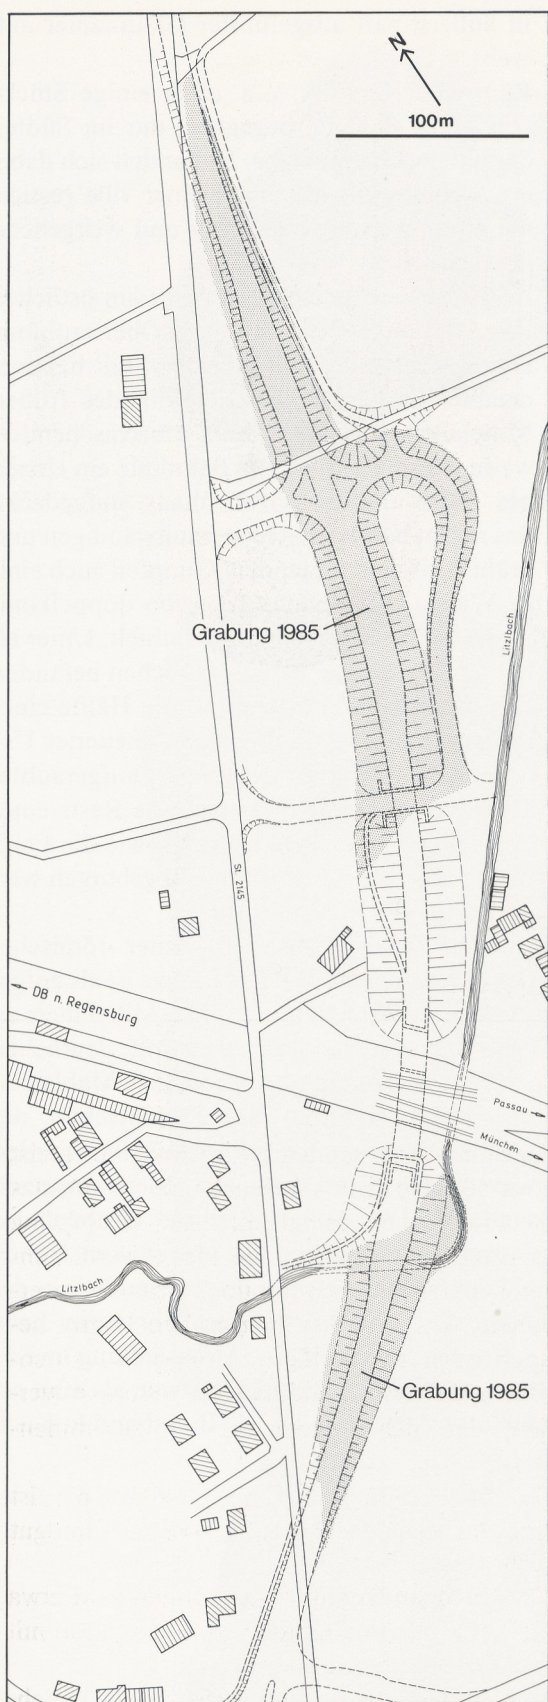 N
100m
Grabung 1985
Litzlbach
St. 2145
DB n. Regensburg
Passau
München
Litzlbach
Grabung 1985